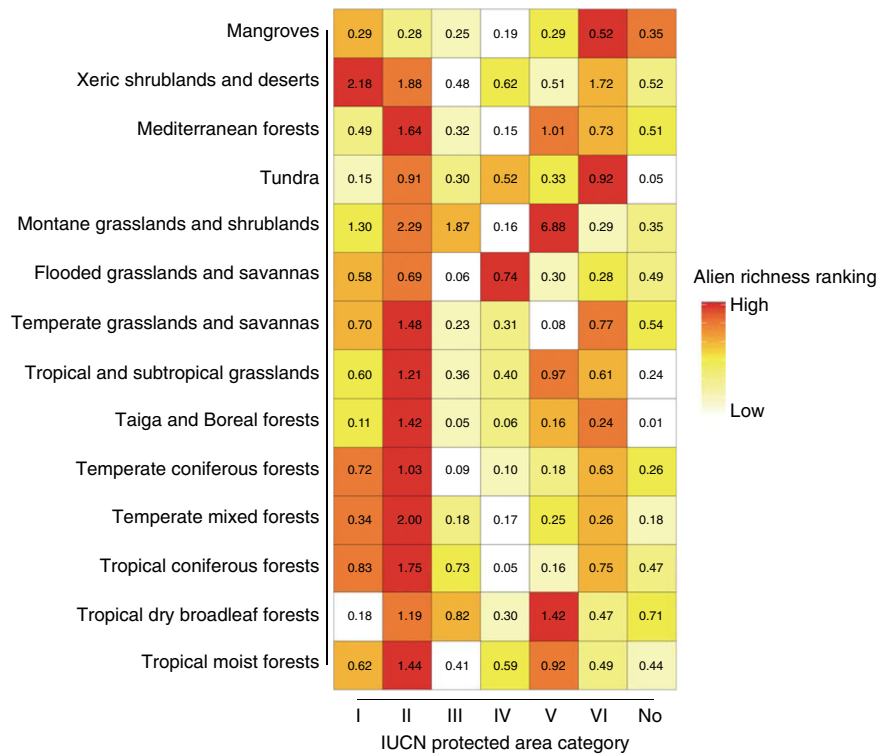 Mangroves 0.29 0.28 0.25 0.19 0.29 0.52 0.35
Xeric shrublands and deserts 2.18 1.88 0.48 0.62 0.51 1.72 0.52
Mediterranean forests 0.49 1.64 0.32 0.15 1.01 0.73 0.51
Tundra 0.15 0.91 0.30 0.52 0.33 0.92 0.05
Montane grasslands and shrublands 1.30 2.29 1.87 0.16 6.88 0.29 0.35
Flooded grasslands and savannas 0.58 0.69 0.06 0.74 0.30 0.28 0.49
Temperate grasslands and savannas 0.70 1.48 0.23 0.31 0.08 0.77 0.54
Tropical and subtropical grasslands 0.60 1.21 0.36 0.40 0.97 0.61 0.24
Taiga and Boreal forests 0.11 1.42 0.05 0.06 0.16 0.24 0.01
Temperate coniferous forests 0.72 1.03 0.09 0.10 0.18 0.63 0.26
Temperate mixed forests 0.34 2.00 0.18 0.17 0.25 0.26 0.18
Tropical coniferous forests 0.83 1.75 0.73 0.05 0.16 0.75 0.47
Tropical dry broadleaf forests 0.18 1.19 0.82 0.30 1.42 0.47 0.71
Tropical moist forests 0.62 1.44 0.41 0.59 0.92 0.49 0.44
I II III IV V VI No
IUCN protected area category
Alien richness ranking
High
Low